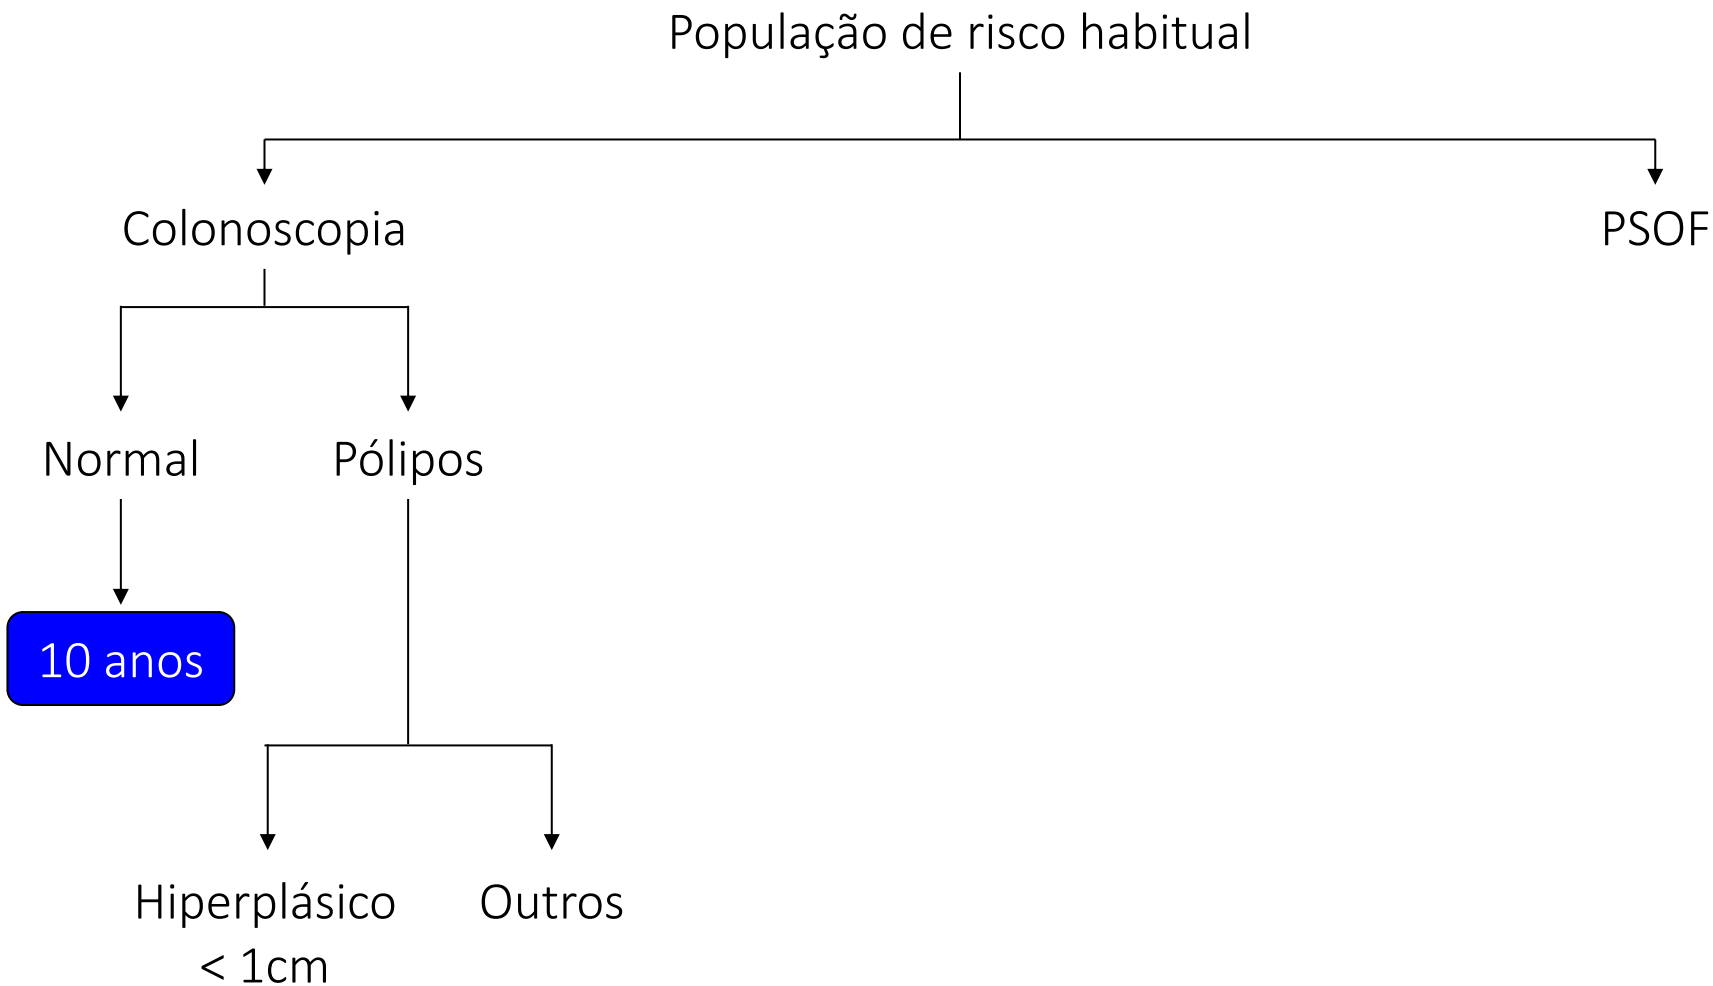 População de risco habitual
Colonoscopia
PSOF
Normal
Pólipos
10 anos
Hiperplásico
< 1cm
Outros